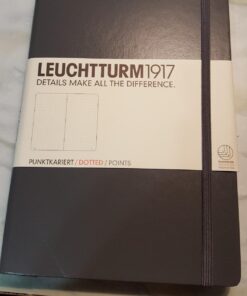 LEUCHTTURM1917
DETAILS MAKE ALL THE DIFFERENCE.
PUNKTKARIERT / DOTTED / POINTS